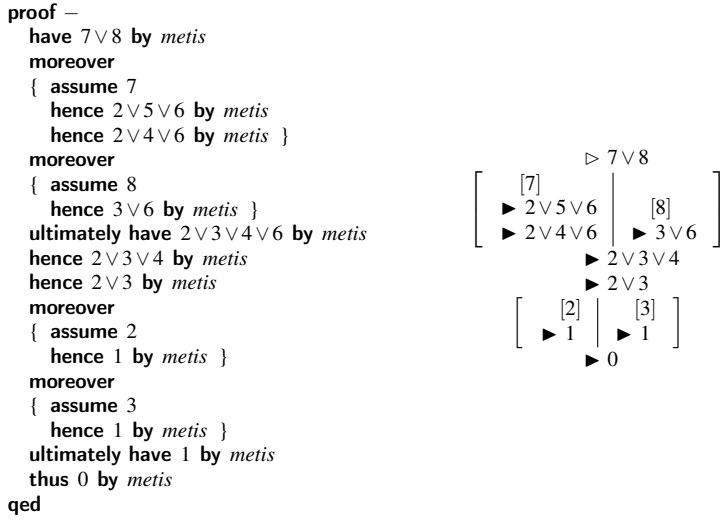 proof −
have 7∨8 by metis
moreover
{ assume 7
hence 2∨5∨6 by metis
hence 2∨4∨6 by metis }
moreover
{ assume 8
hence 3∨6 by metis }
ultimately have 2∨3∨4∨6 by metis
hence 2∨3∨4 by metis
hence 2∨3 by metis
moreover
{ assume 2
hence 1 by metis }
moreover
{ assume 3
hence 1 by metis }
ultimately have 1 by metis
thus 0 by metis
qed
▷ 7∨8
[7]
▶ 2∨5∨6 [8]
▶ 2∨4∨6 ▶ 3∨6
▶ 2∨3∨4
▶ 2∨3
[2] [3]
▶ 1 ▶ 1
▶ 0